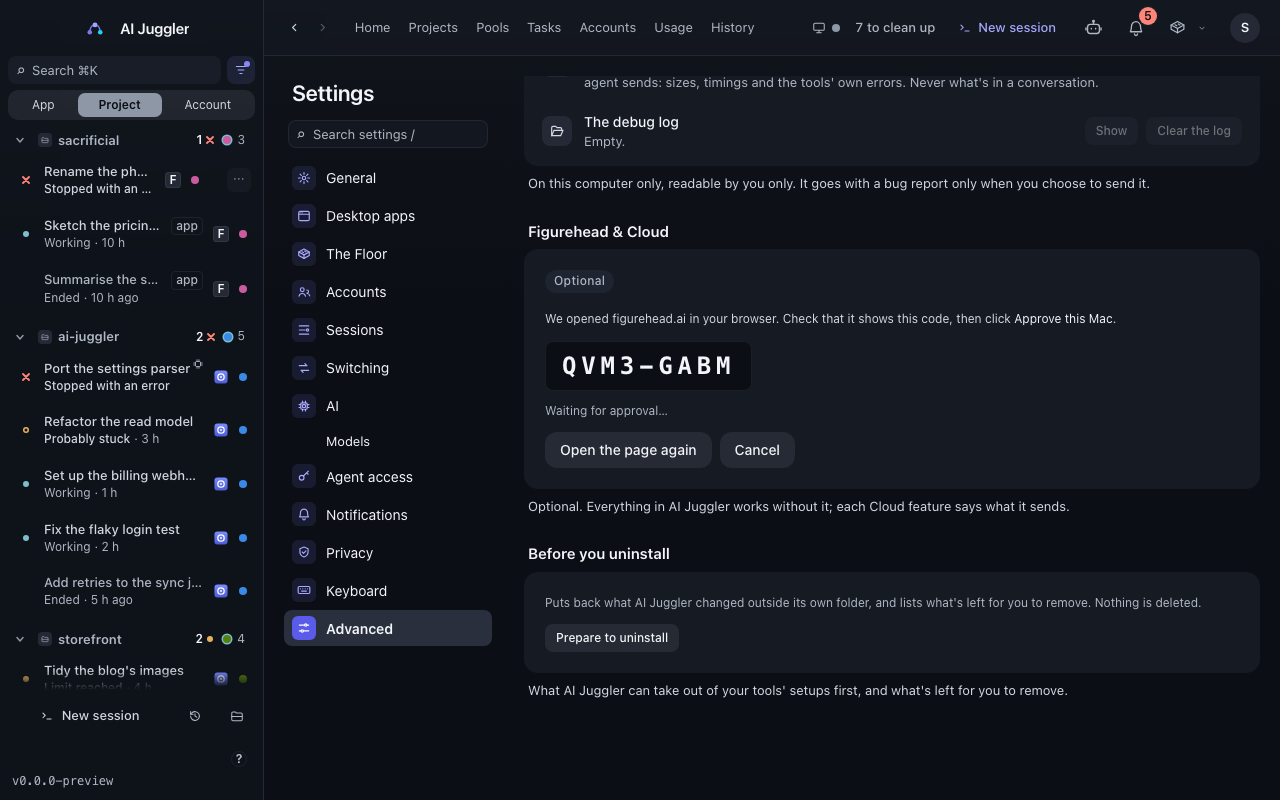 AI Juggler
Home
Projects
Pools
Tasks
Accounts
Usage
History
7 to clean up
New session
5
S
Search ⌘K
App
Project
Account
sacrificial
1
3
Rename the ph...
Stopped with an ...
F
Sketch the pricin...
app
F
Working · 10 h
Summarise the s...
app
F
Ended · 10 h ago
ai-juggler
2
5
Port the settings parser
Stopped with an error
Refactor the read model
Probably stuck · 3 h
Set up the billing webh...
Working · 1 h
Fix the flaky login test
Working · 2 h
Add retries to the sync j...
Ended · 5 h ago
storefront
2
4
Tidy the blog's images
Limit reached · 4 h
New session
?
v0.0.0-preview
Settings
Search settings /
General
Desktop apps
The Floor
Accounts
Sessions
Switching
AI
Models
Agent access
Notifications
Privacy
Keyboard
Advanced
agent sends: sizes, timings and the tools' own errors. Never what's in a conversation.
The debug log
Empty.
Show
Clear the log
On this computer only, readable by you only. It goes with a bug report only when you choose to send it.
Figurehead & Cloud
Optional
We opened figurehead.ai in your browser. Check that it shows this code, then click Approve this Mac.
QVM3-GABM
Waiting for approval...
Open the page again
Cancel
Optional. Everything in AI Juggler works without it; each Cloud feature says what it sends.
Before you uninstall
Puts back what AI Juggler changed outside its own folder, and lists what's left for you to remove. Nothing is deleted.
Prepare to uninstall
What AI Juggler can take out of your tools' setups first, and what's left for you to remove.